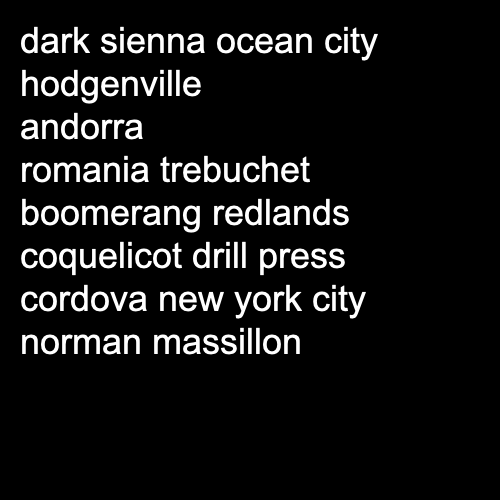 dark sienna ocean city
hodgenville
andorra
romania trebuchet
boomerang redlands
coquelicot drill press
cordova new york city
norman massillon